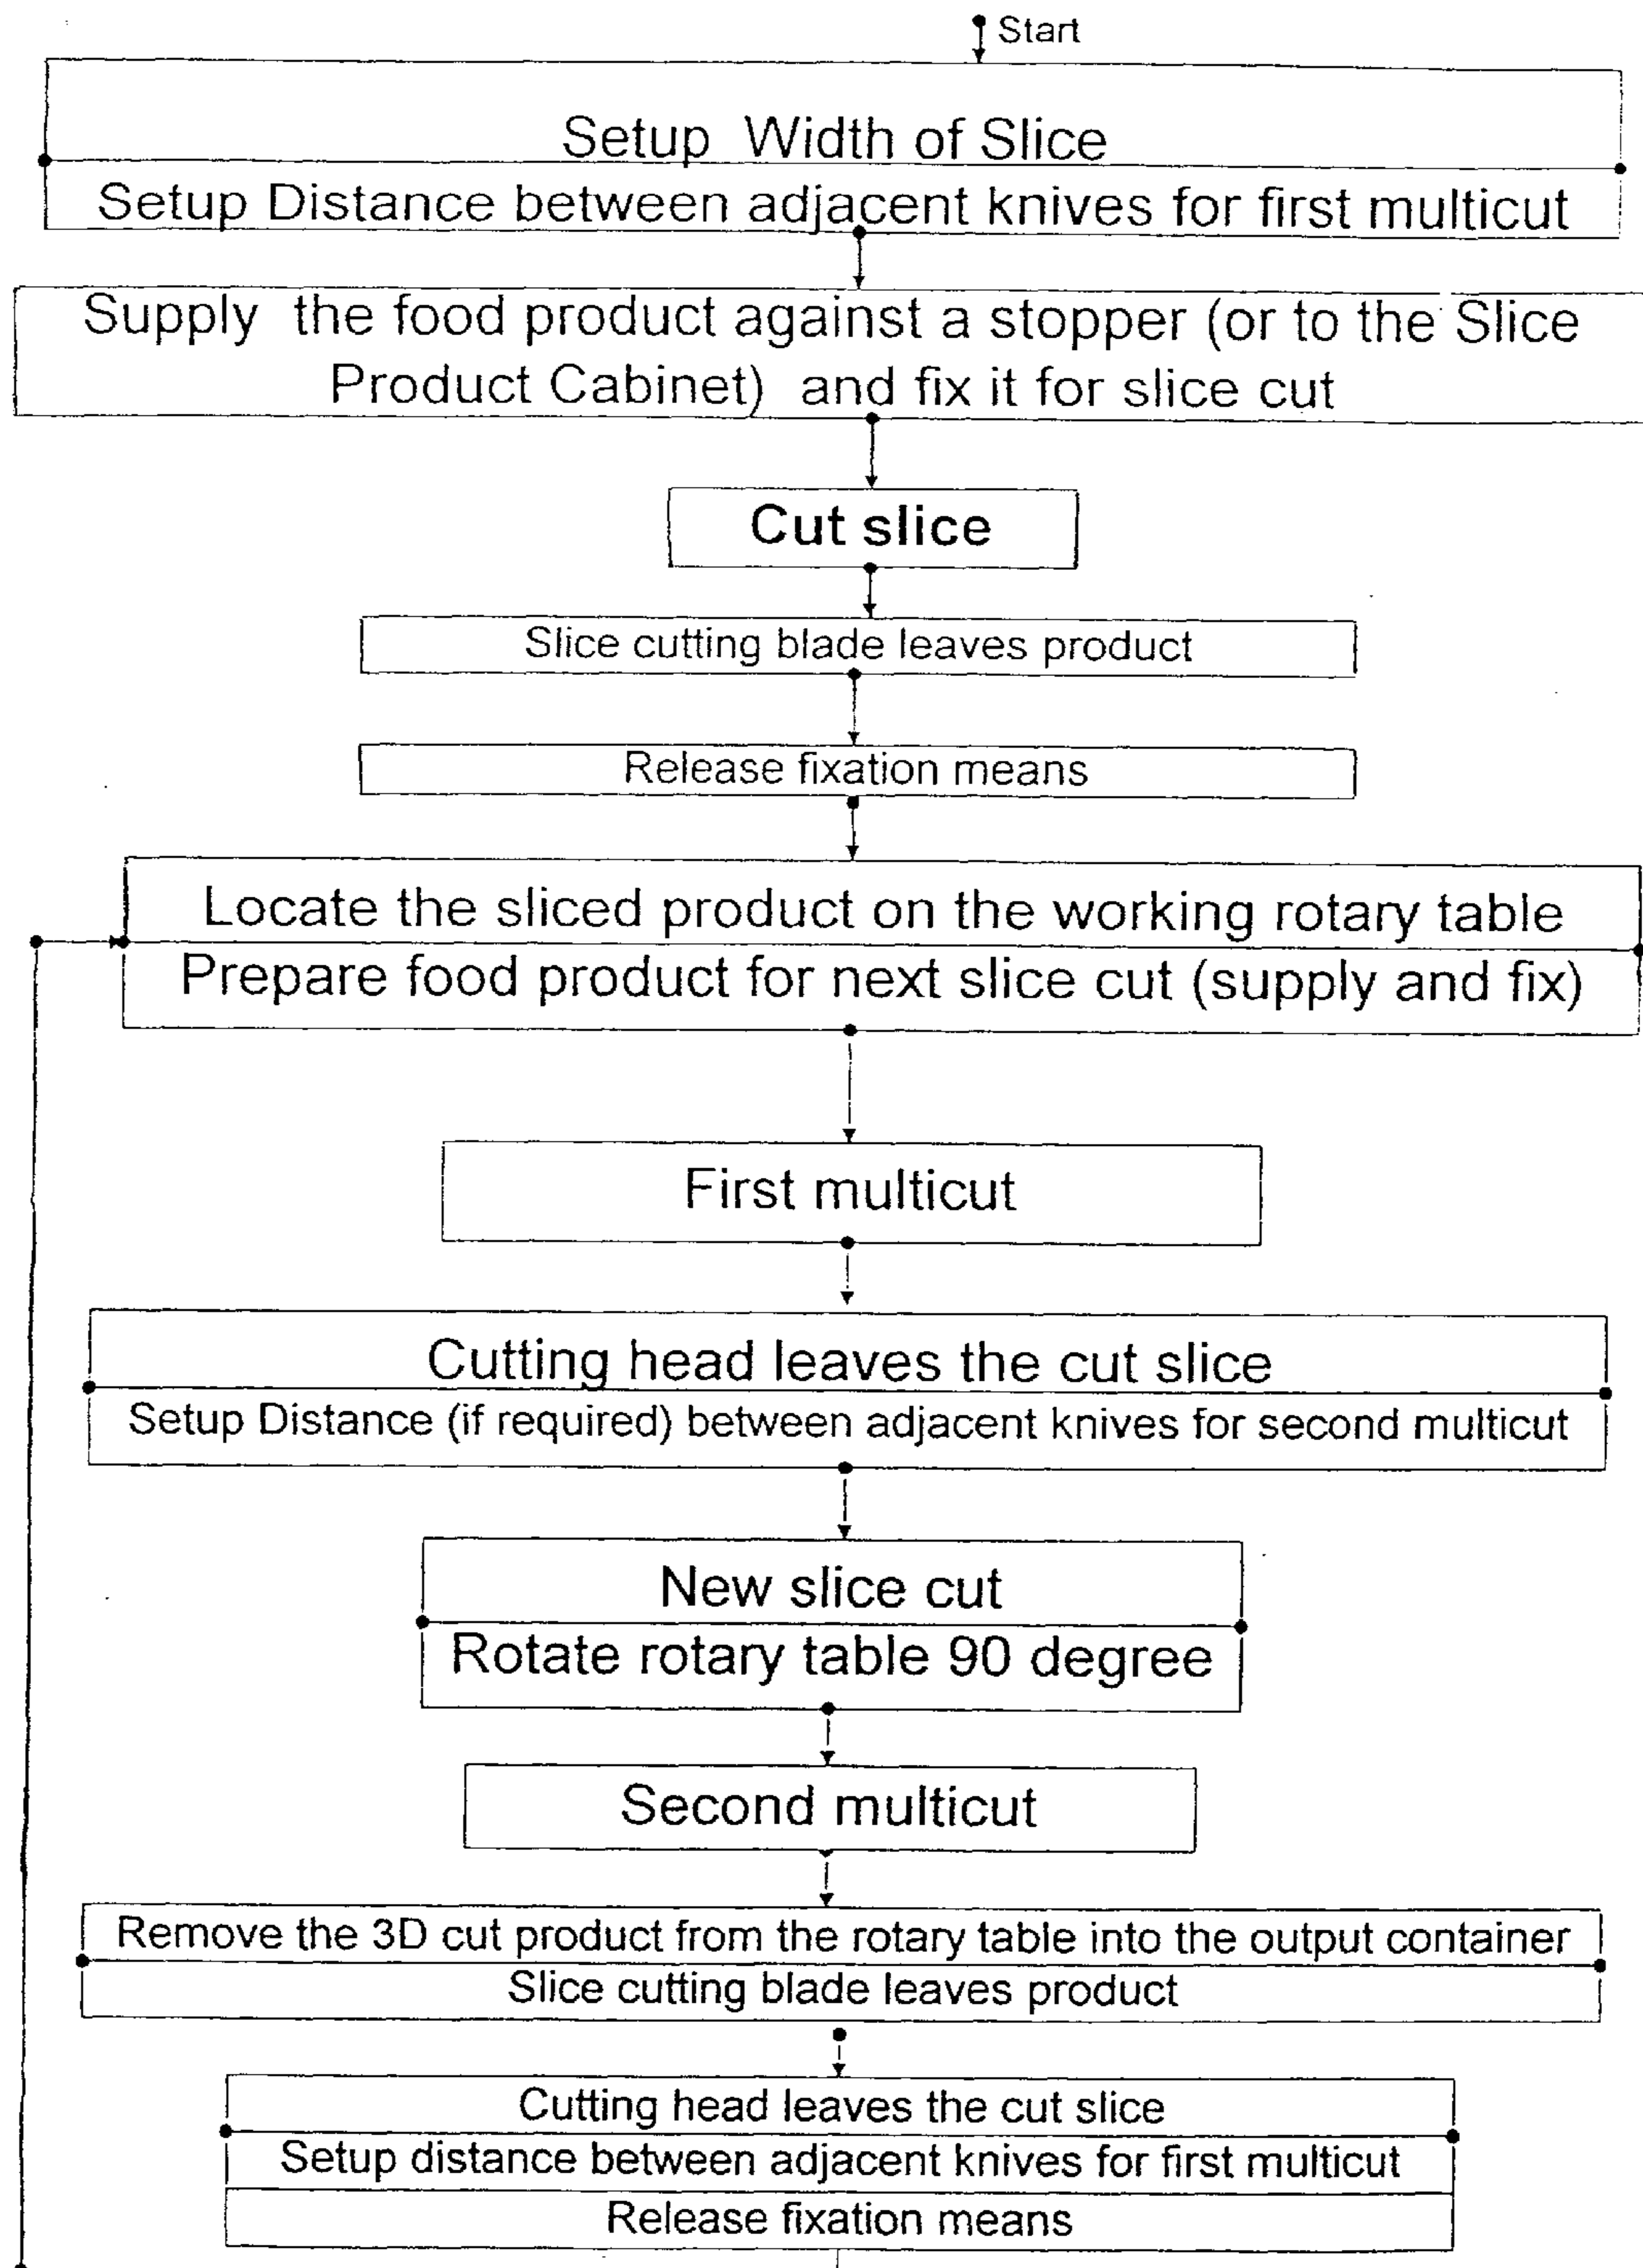 Start
Setup Width of Slice
Setup Distance between adjacent knives for first multicut
Supply the food product against a stopper (or to the Slice
Product Cabinet) and fix it for slice cut
Cut slice
Slice cutting blade leaves product
Release fixation means
Locate the sliced product on the working rotary table
Prepare food product for next slice cut (supply and fix)
First multicut
Cutting head leaves the cut slice
Setup Distance (if required) between adjacent knives for second multicut
New slice cut
Rotate rotary table 90 degree
Second multicut
Remove the 3D cut product from the rotary table into the output container
Slice cutting blade leaves product
Cutting head leaves the cut slice
Setup distance between adjacent knives for first multicut
Release fixation means